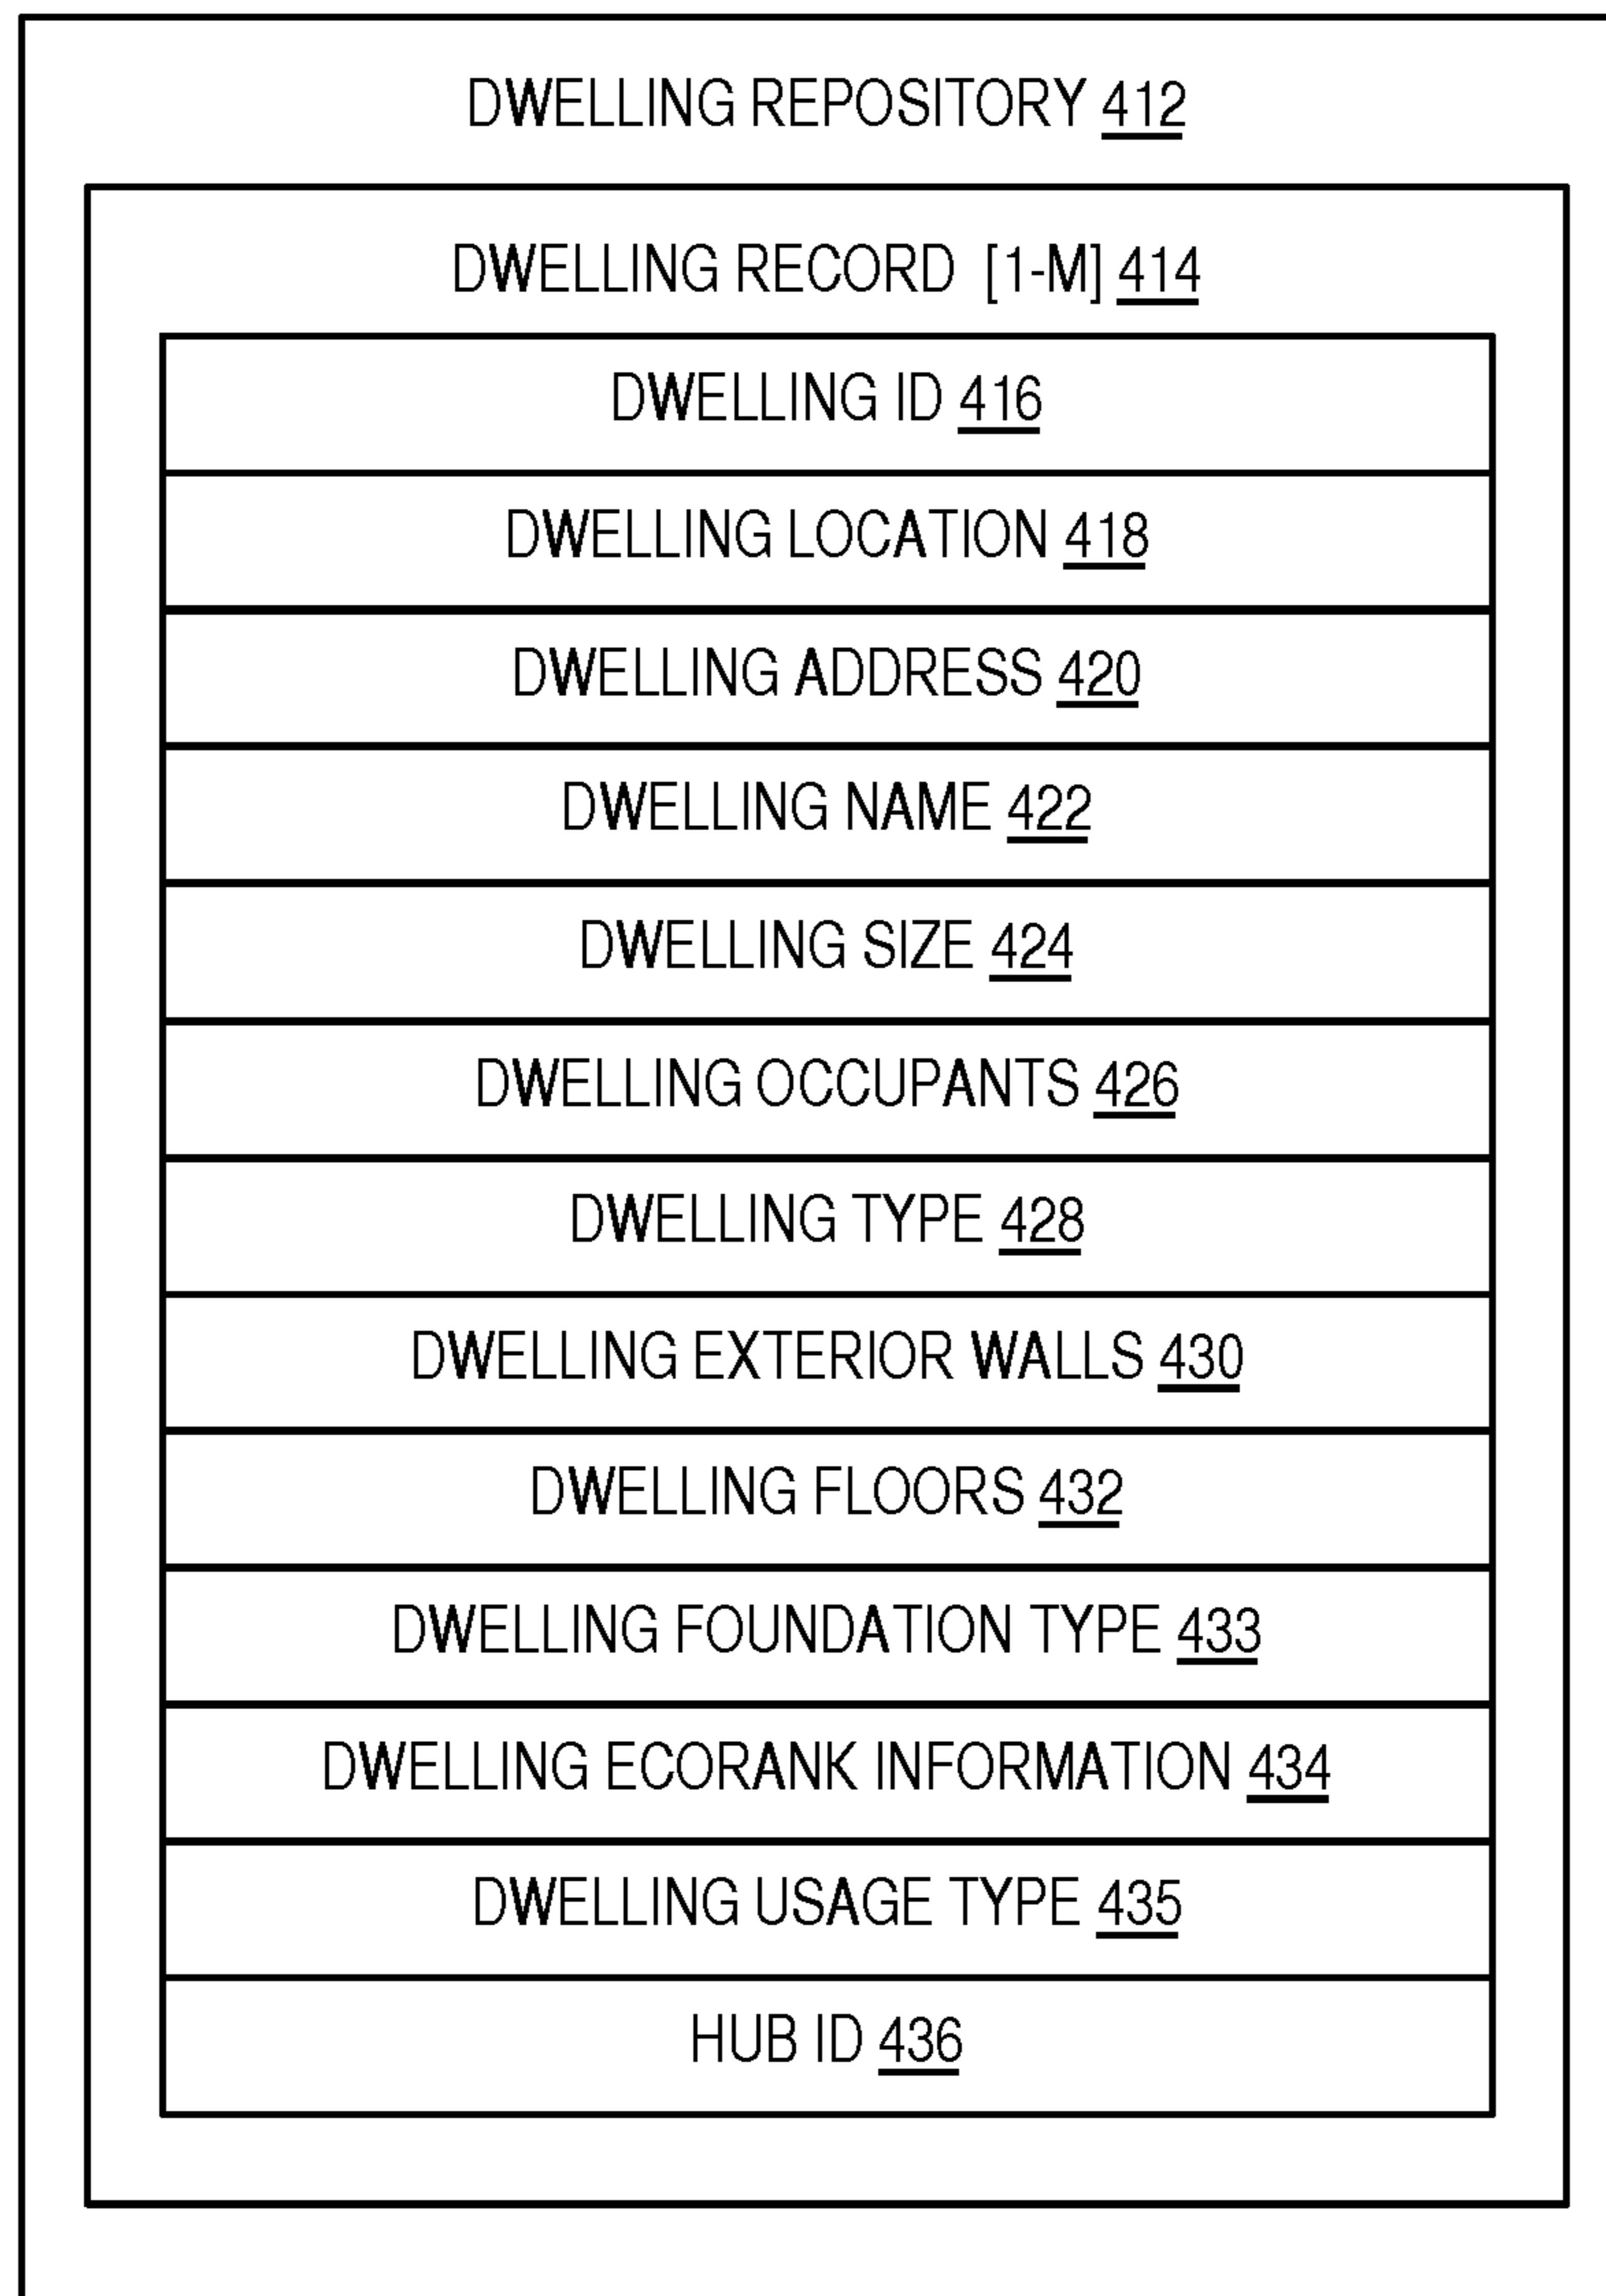 DWELLING REPOSITORY 412
DWELLING RECORD [1-M] 414
DWELLING ID 416
DWELLING LOCATION 418
DWELLING ADDRESS 420
DWELLING NAME 422
DWELLING SIZE 424
DWELLING OCCUPANTS 426
DWELLING TYPE 428
DWELLING EXTERIOR WALLS 430
DWELLING FLOORS 432
DWELLING FOUNDATION TYPE 433
DWELLING ECORANK INFORMATION 434
DWELLING USAGE TYPE 435
HUB ID 436